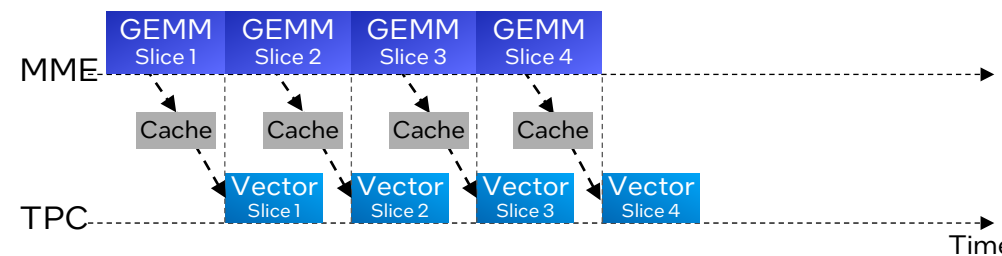 GEMM GEMM GEMM GEMM
Slice 1 Slice 2 Slice 3 Slice 4
MME
Cache Cache Cache Cache
Vector Vector Vector Vector
Slice 1 Slice 2 Slice 3 Slice 4
TPC
Time